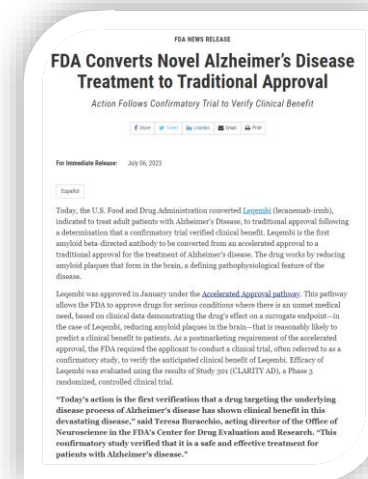 FDA NEWS RELEASE
FDA Converts Novel Alzheimer's Disease
Treatment to Traditional Approval
Action Follows Confirmatory Trial to Verify Clinical Benefit
Share Tweet Linkedin Email Print
For Immediate Release: July 06, 2023
Español
Today, the U.S. Food and Drug Administration converted Leqembi (lecanemab-irmb),
indicated to treat adult patients with Alzheimer's Disease, to traditional approval following
a determination that a confirmatory trial verified clinical benefit. Leqembi is the first
amyloid beta-directed antibody to be converted from an accelerated approval to a
traditional approval for the treatment of Alzheimer's disease. The drug works by reducing
amyloid plaques that form in the brain, a defining pathophysiological feature of the
disease.
Leqembi was approved in January under the Accelerated Approval pathway. This pathway
allows the FDA to approve drugs for serious conditions where there is an unmet medical
need, based on clinical data demonstrating the drug's effect on a surrogate endpoint—in
the case of Leqembi, reducing amyloid plaques in the brain—that is reasonably likely to
predict a clinical benefit to patients. As a postmarketing requirement of the accelerated
approval, the FDA required the applicant to conduct a clinical trial, often referred to as a
confirmatory study, to verify the anticipated clinical benefit of Leqembi. Efficacy of
Leqembi was evaluated using the results of Study 301 (CLARITY AD), a Phase 3
randomized, controlled clinical trial.
"Today's action is the first verification that a drug targeting the underlying
disease process of Alzheimer's disease has shown clinical benefit in this
devastating disease," said Teresa Buracchio, acting director of the Office of
Neuroscience in the FDA's Center for Drug Evaluation and Research. "This
confirmatory study verified that it is a safe and effective treatment for
patients with Alzheimer's disease."